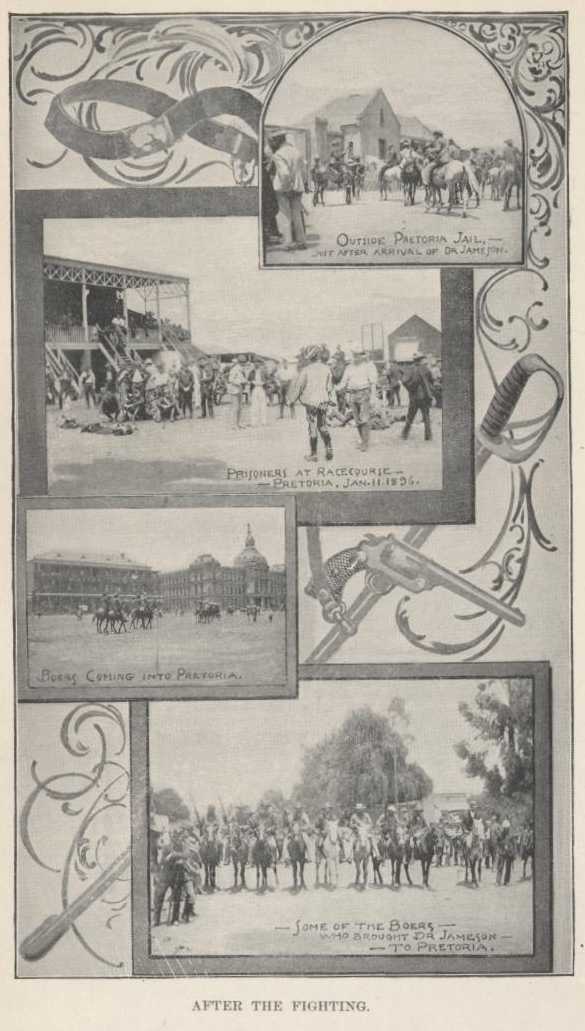 OUTSIDE PRETORIA JAIL, —
JUST AFTER ARRIVAL OF DR JAMESON.
PRISONERS AT RACECOURSE —
— PRETORIA, JAN. 11. 1896.
BOERS COMING INTO PRETORIA.
— SOME OF THE BOERS —
WHO BROUGHT DR JAMESON —
— TO PRETORIA.
AFTER THE FIGHTING.